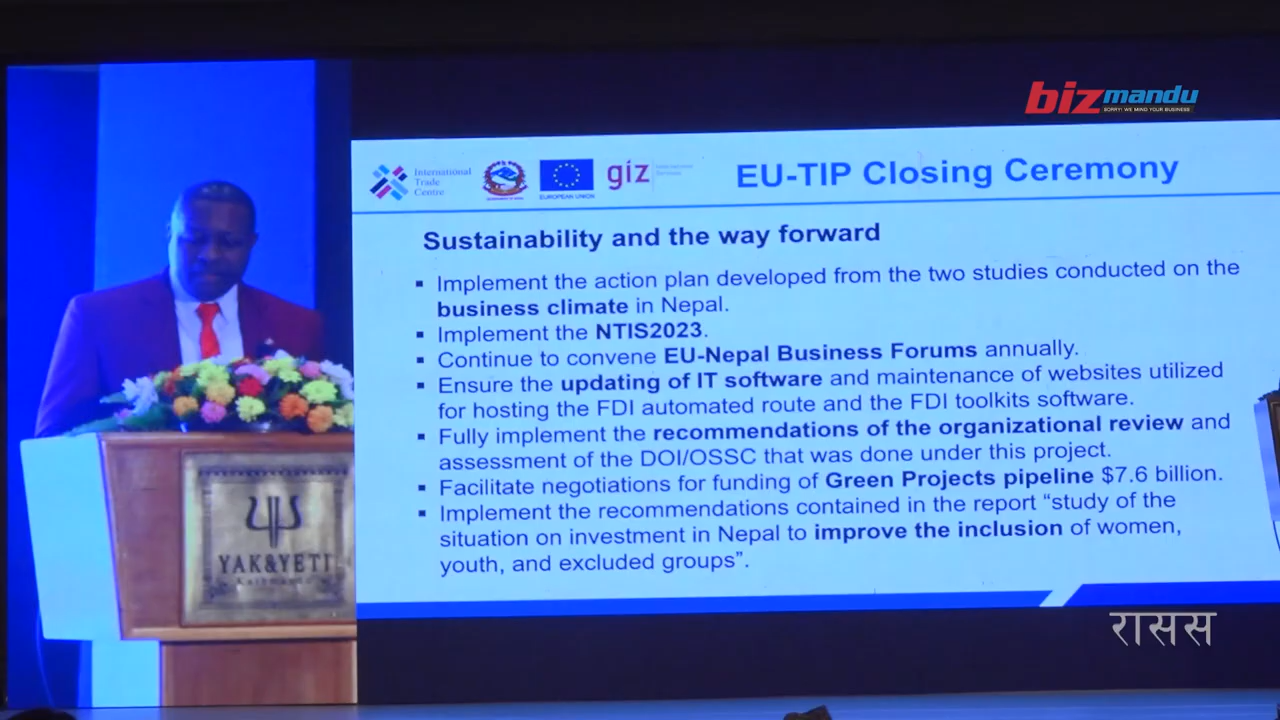 bizmandu
SORRY! WE MIND YOUR BUSINESS
International
Trade
Centre
EUROPEAN UNION
giz
EU-TIP Closing Ceremony
Sustainability and the way forward
▪ Implement the action plan developed from the two studies conducted on the
business climate in Nepal.
▪ Implement the NTIS2023.
▪ Continue to convene EU-Nepal Business Forums annually.
▪ Ensure the updating of IT software and maintenance of websites utilized
for hosting the FDI automated route and the FDI toolkits software.
▪ Fully implement the recommendations of the organizational review and
assessment of the DOI/OSSC that was done under this project.
▪ Facilitate negotiations for funding of Green Projects pipeline $7.6 billion.
▪ Implement the recommendations contained in the report “study of the
situation on investment in Nepal to improve the inclusion of women,
youth, and excluded groups”.
YAK&YETI
Kathmandu
रासस